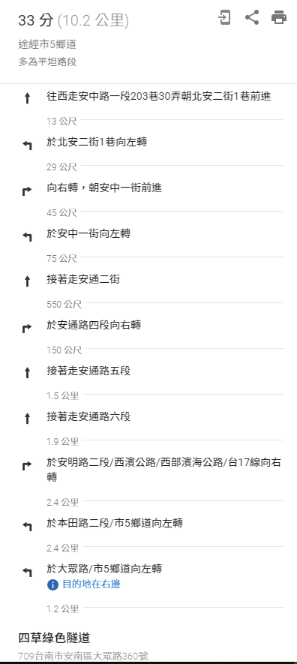 33 分 (10.2 公里)
途經市5鄉道
多為平坦路段
往西走安中路一段203巷30弄朝北安二街1巷前進
13 公尺
於北安二街1巷向左轉
29 公尺
向右轉，朝安中一街前進
45 公尺
於安中一街向左轉
75 公尺
接著走安通二街
550 公尺
於安通路四段向右轉
150 公尺
接著走安通路五段
1.5 公里
接著走安通路六段
1.9 公里
於安明路二段/西濱公路/西部濱海公路/台17線向右
轉
2.4 公里
於本田路二段/市5鄉道向左轉
2.4 公里
於大眾路/市5鄉道向左轉
目的地在右邊
1.2 公里
四草綠色隧道
709台南市安南區大眾路360號